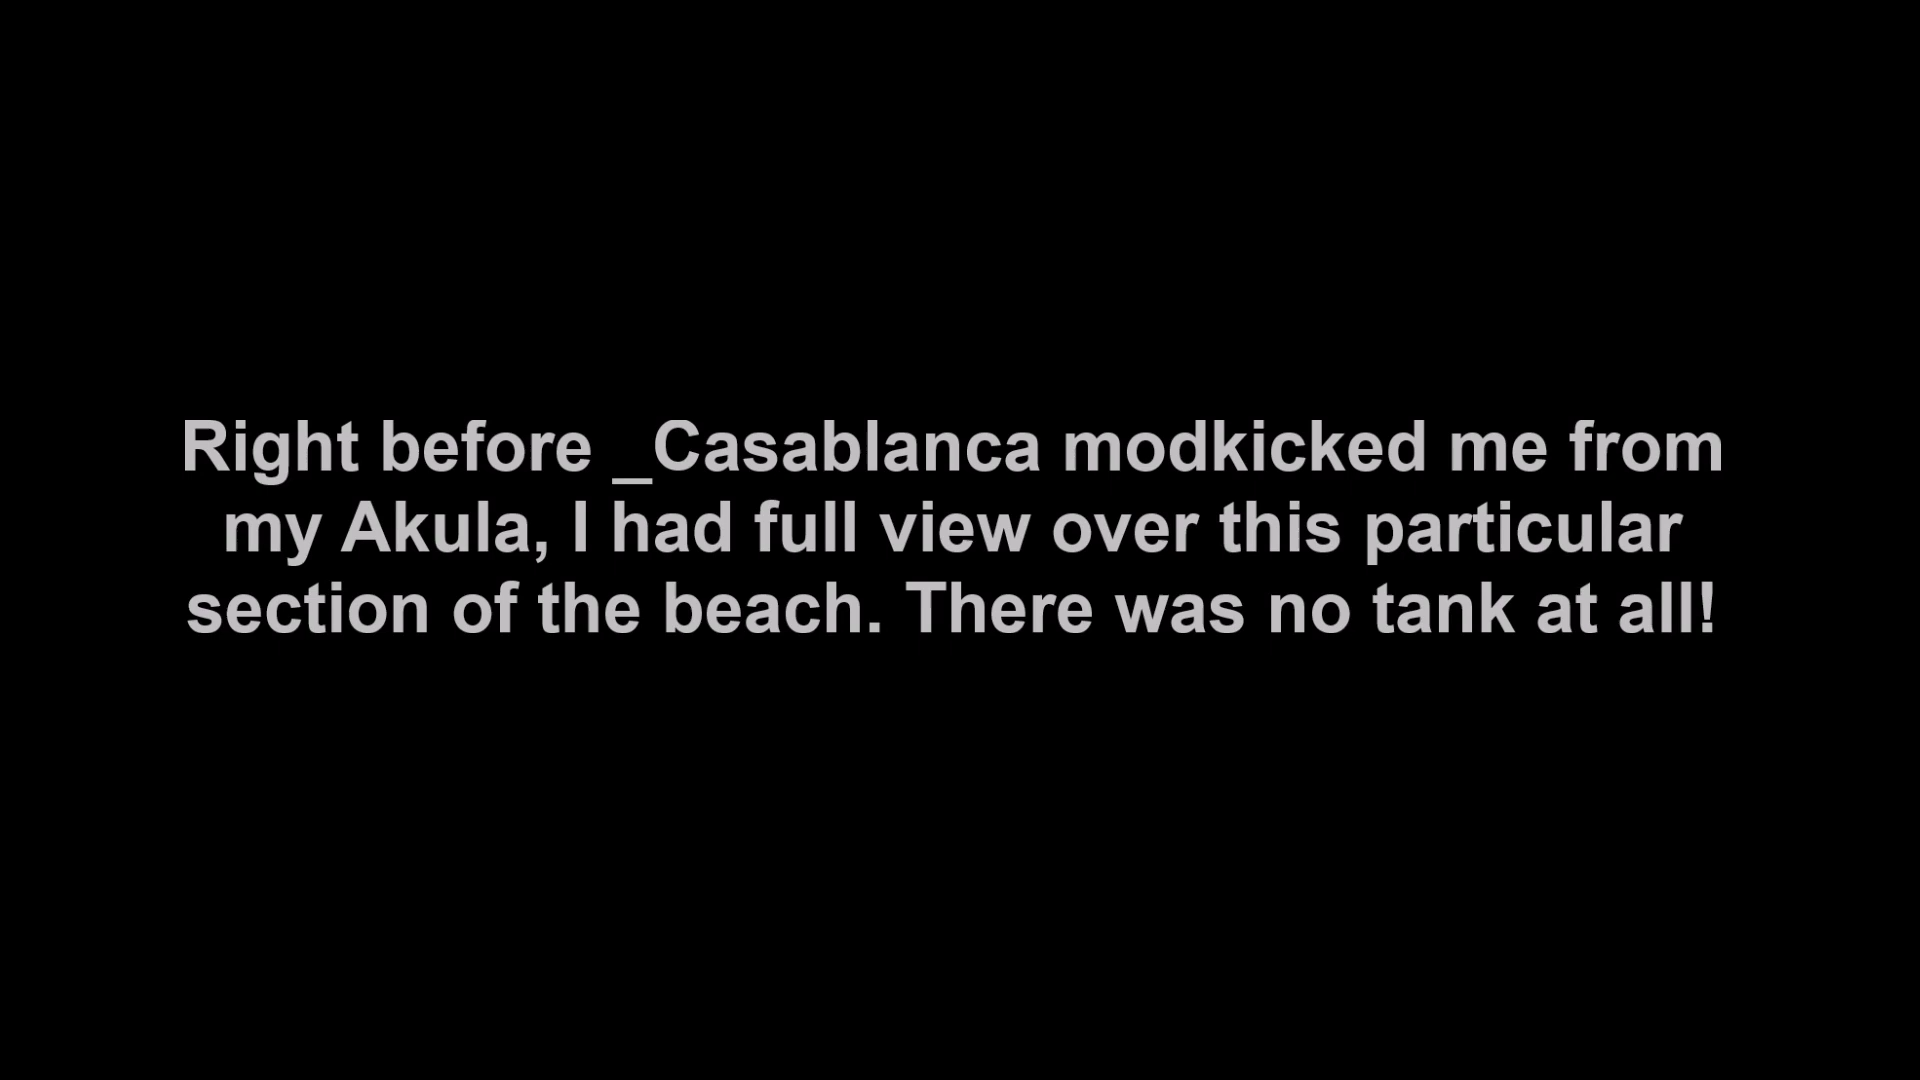 Right before _Casablanca modkicked me from
my Akula, I had full view over this particular
section of the beach. There was no tank at all!